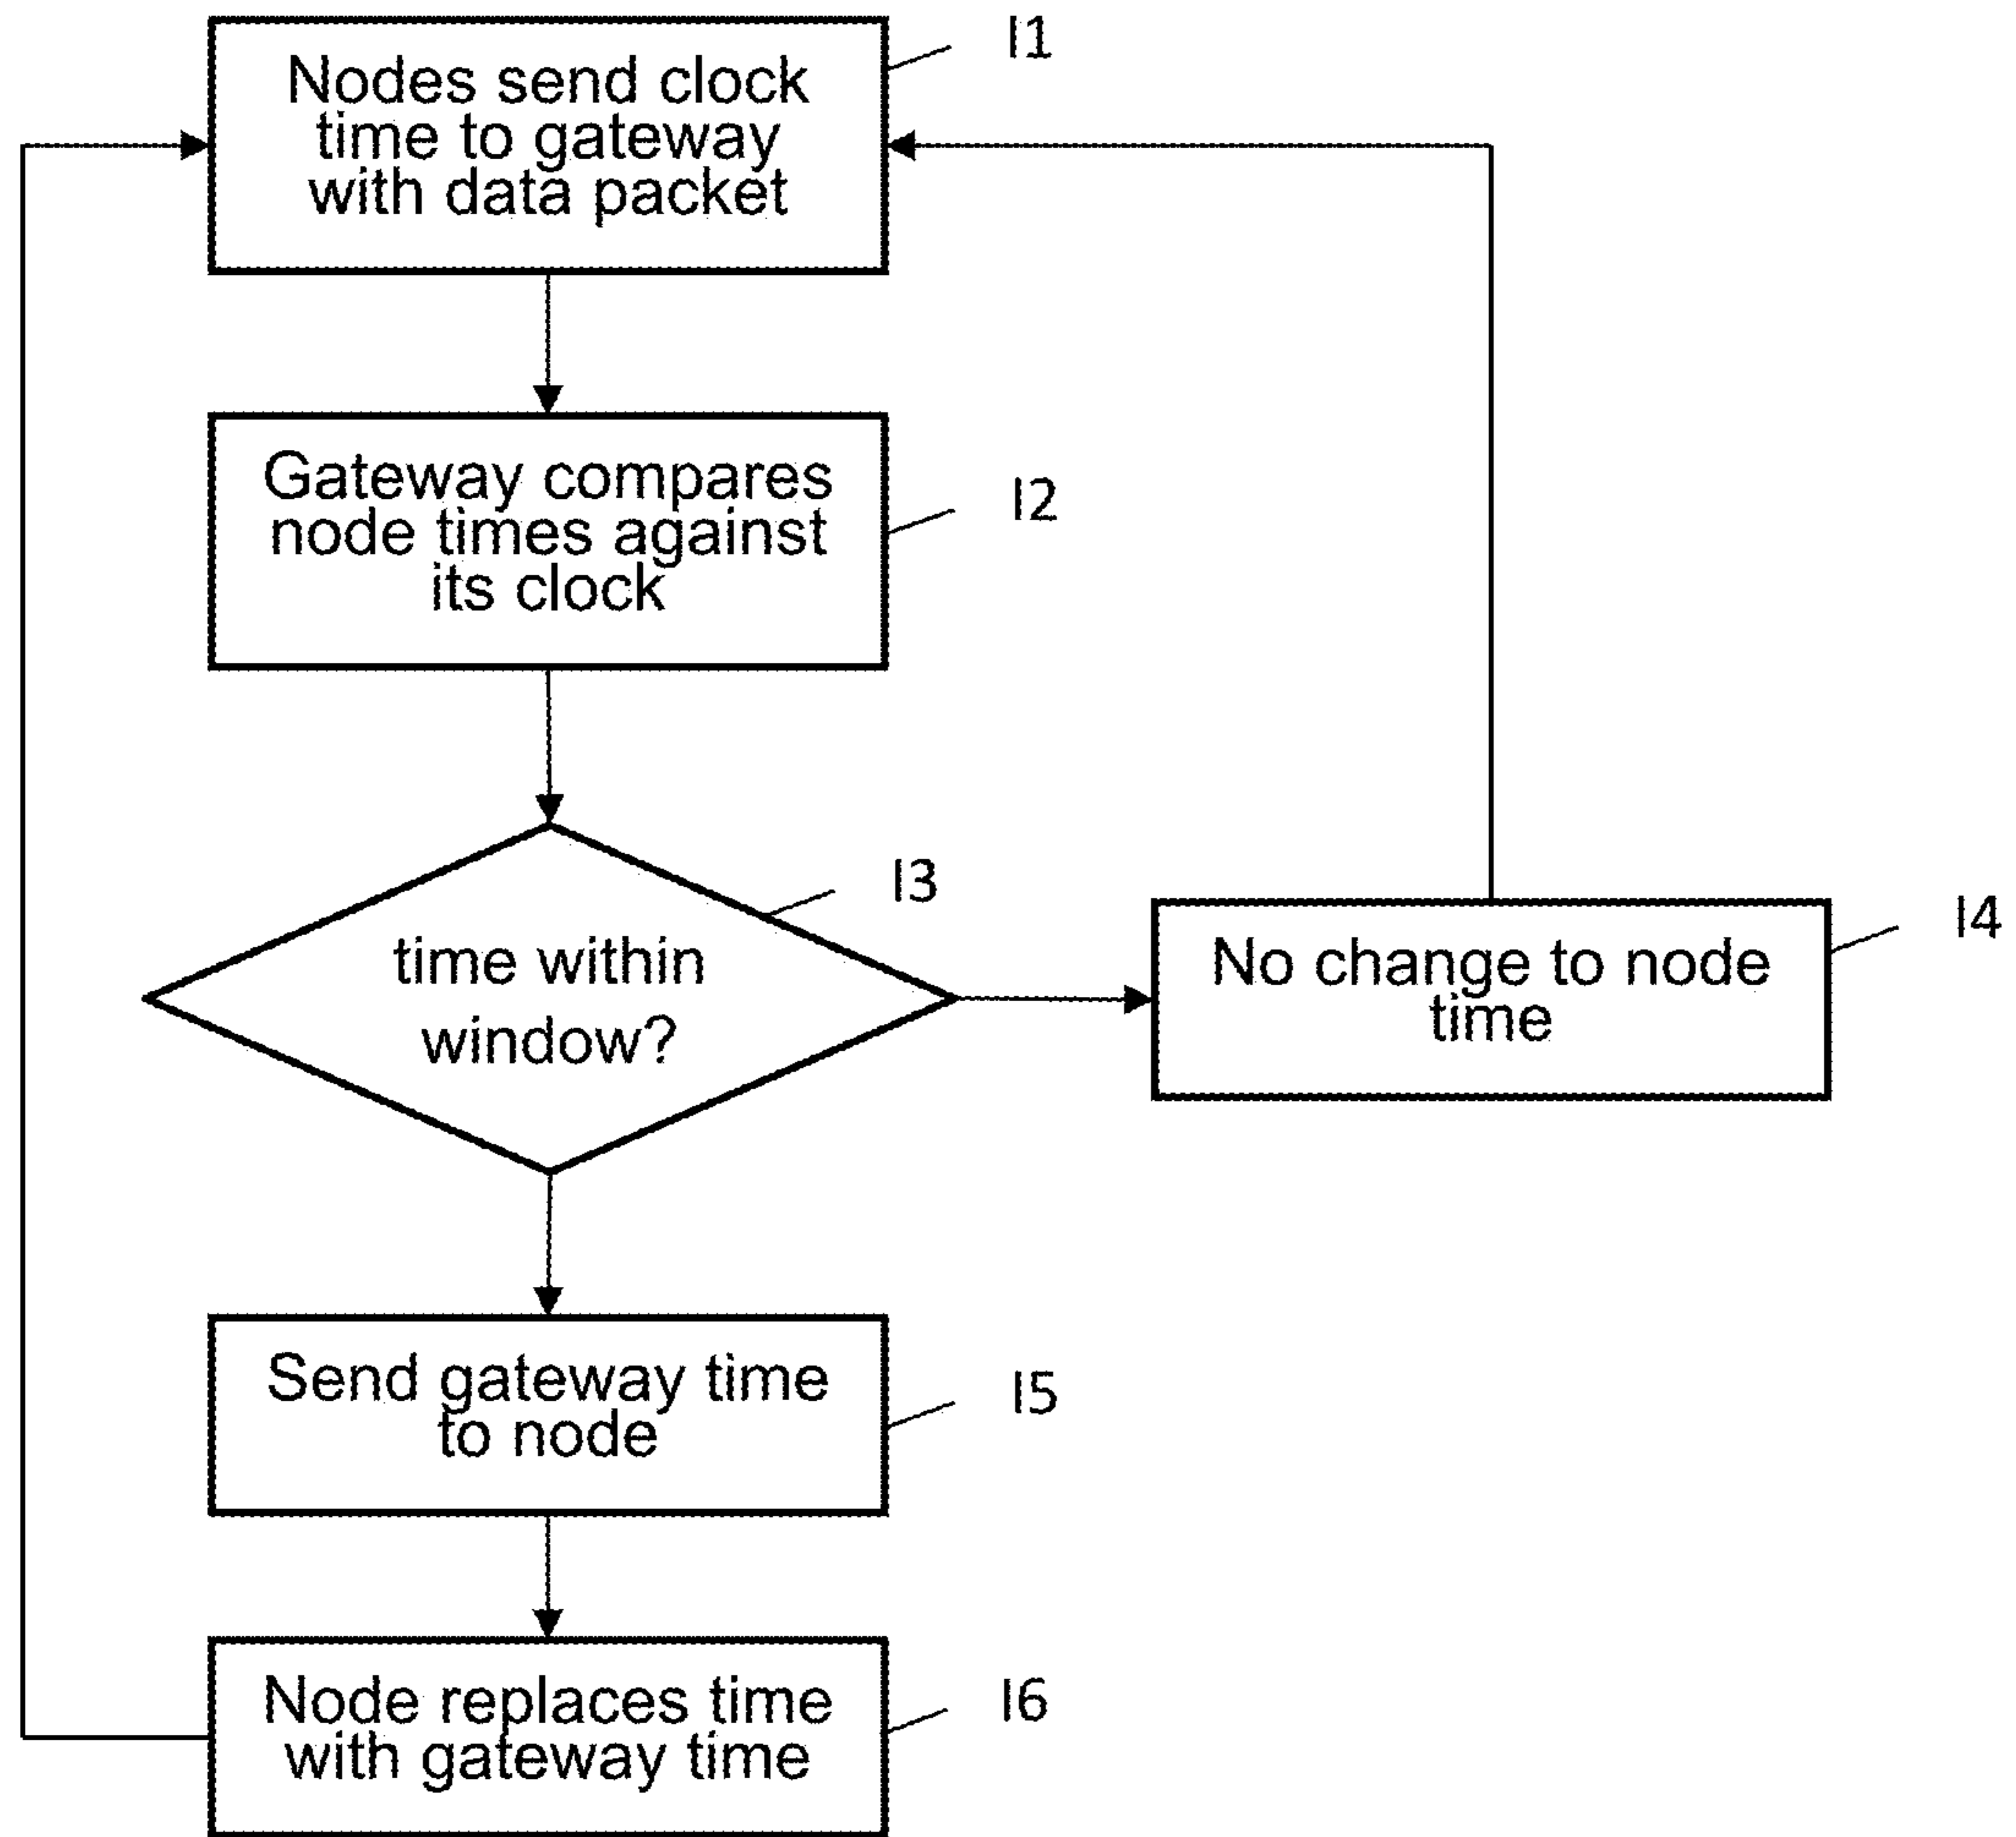 I1
Nodes send clock
time to gateway
with data packet
I2
Gateway compares
node times against
its clock
I3
time within
window?
I4
No change to node
time
I5
Send gateway time
to node
I6
Node replaces time
with gateway time